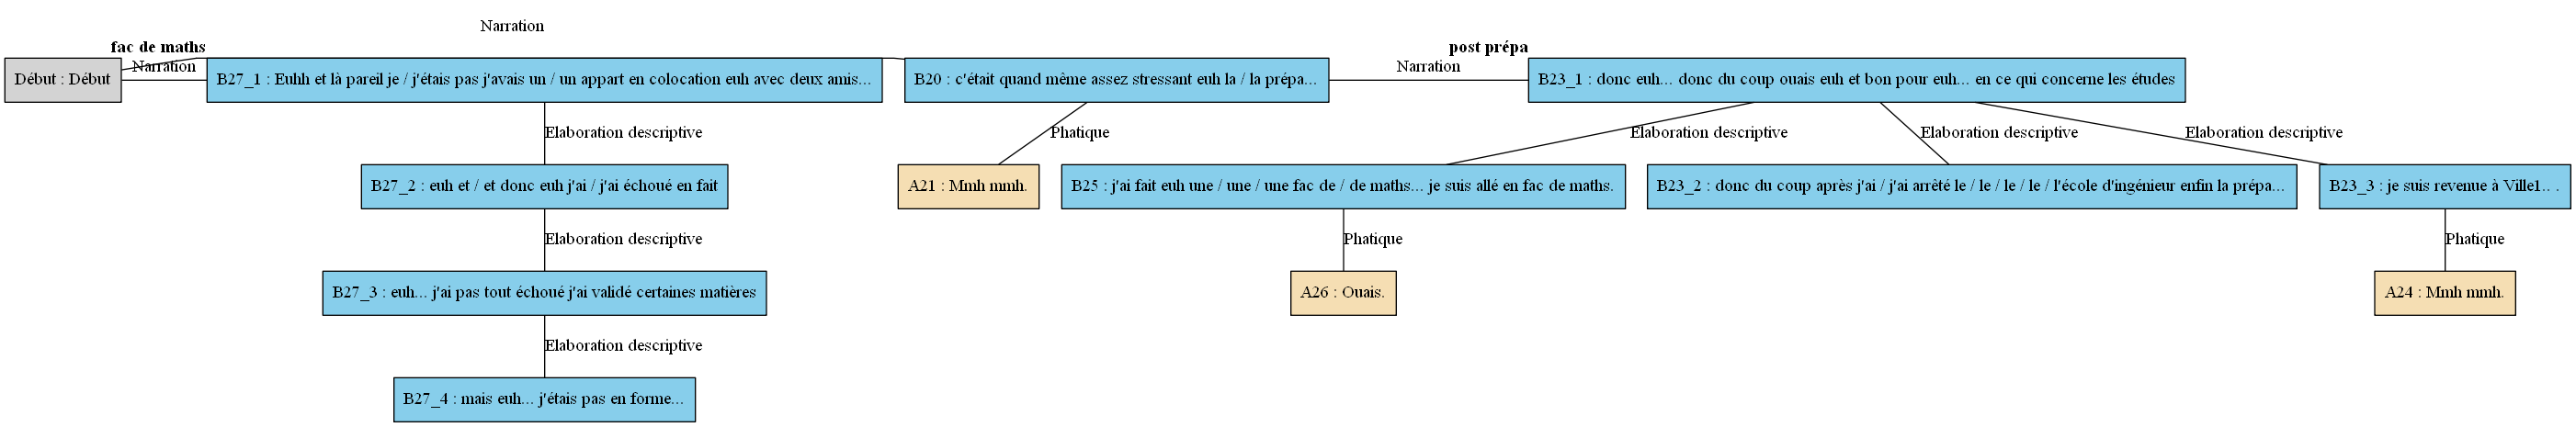 Narration
fac de maths
post prépa
Narration
Narration
Début : Début
B27_1 : Euhh et là pareil je / j'étais pas j'avais un / un appart en colocation euh avec deux amis...
B20 : c'était quand même assez stressant euh la / la prépa...
B23_1 : donc euh... donc du coup ouais euh et bon pour euh... en ce qui concerne les études
Elaboration descriptive
Phatique
Elaboration descriptive
Elaboration descriptive
Elaboration descriptive
B27_2 : euh et / et donc euh j'ai / j'ai échoué en fait
A21 : Mmh mmh.
B25 : j'ai fait euh une / une / une fac de / de maths... je suis allé en fac de maths.
B23_2 : donc du coup après j'ai / j'ai arrêté le / le / le / le / l'école d'ingénieur enfin la prépa...
B23_3 : je suis revenue à Ville1.. .
Elaboration descriptive
Phatique
Phatique
B27_3 : euh... j'ai pas tout échoué j'ai validé certaines matières
A26 : Ouais.
A24 : Mmh mmh.
Elaboration descriptive
B27_4 : mais euh... j'étais pas en forme...